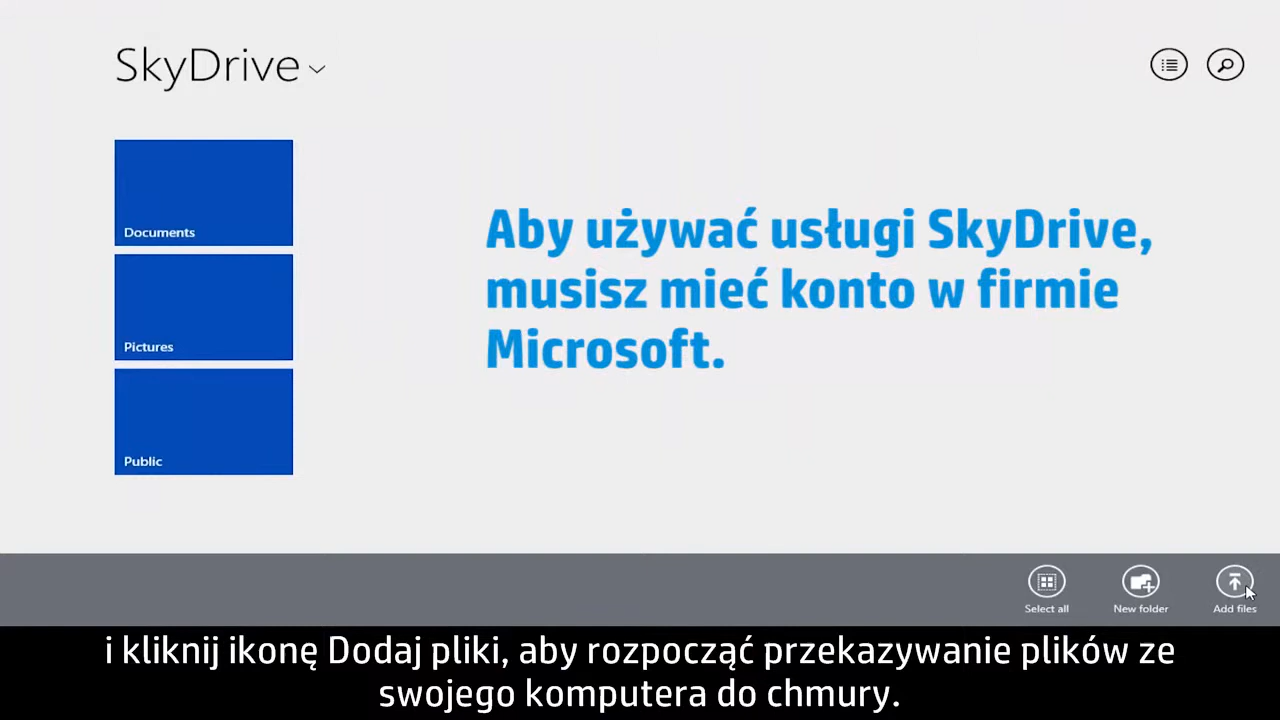 SkyDrive
Documents
Pictures
Public
Aby używać usługi SkyDrive,
musisz mieć konto w firmie
Microsoft.
Select all
New folder
Add files
i kliknij ikonę Dodaj pliki, aby rozpocząć przekazywanie plików ze
swojego komputera do chmury.